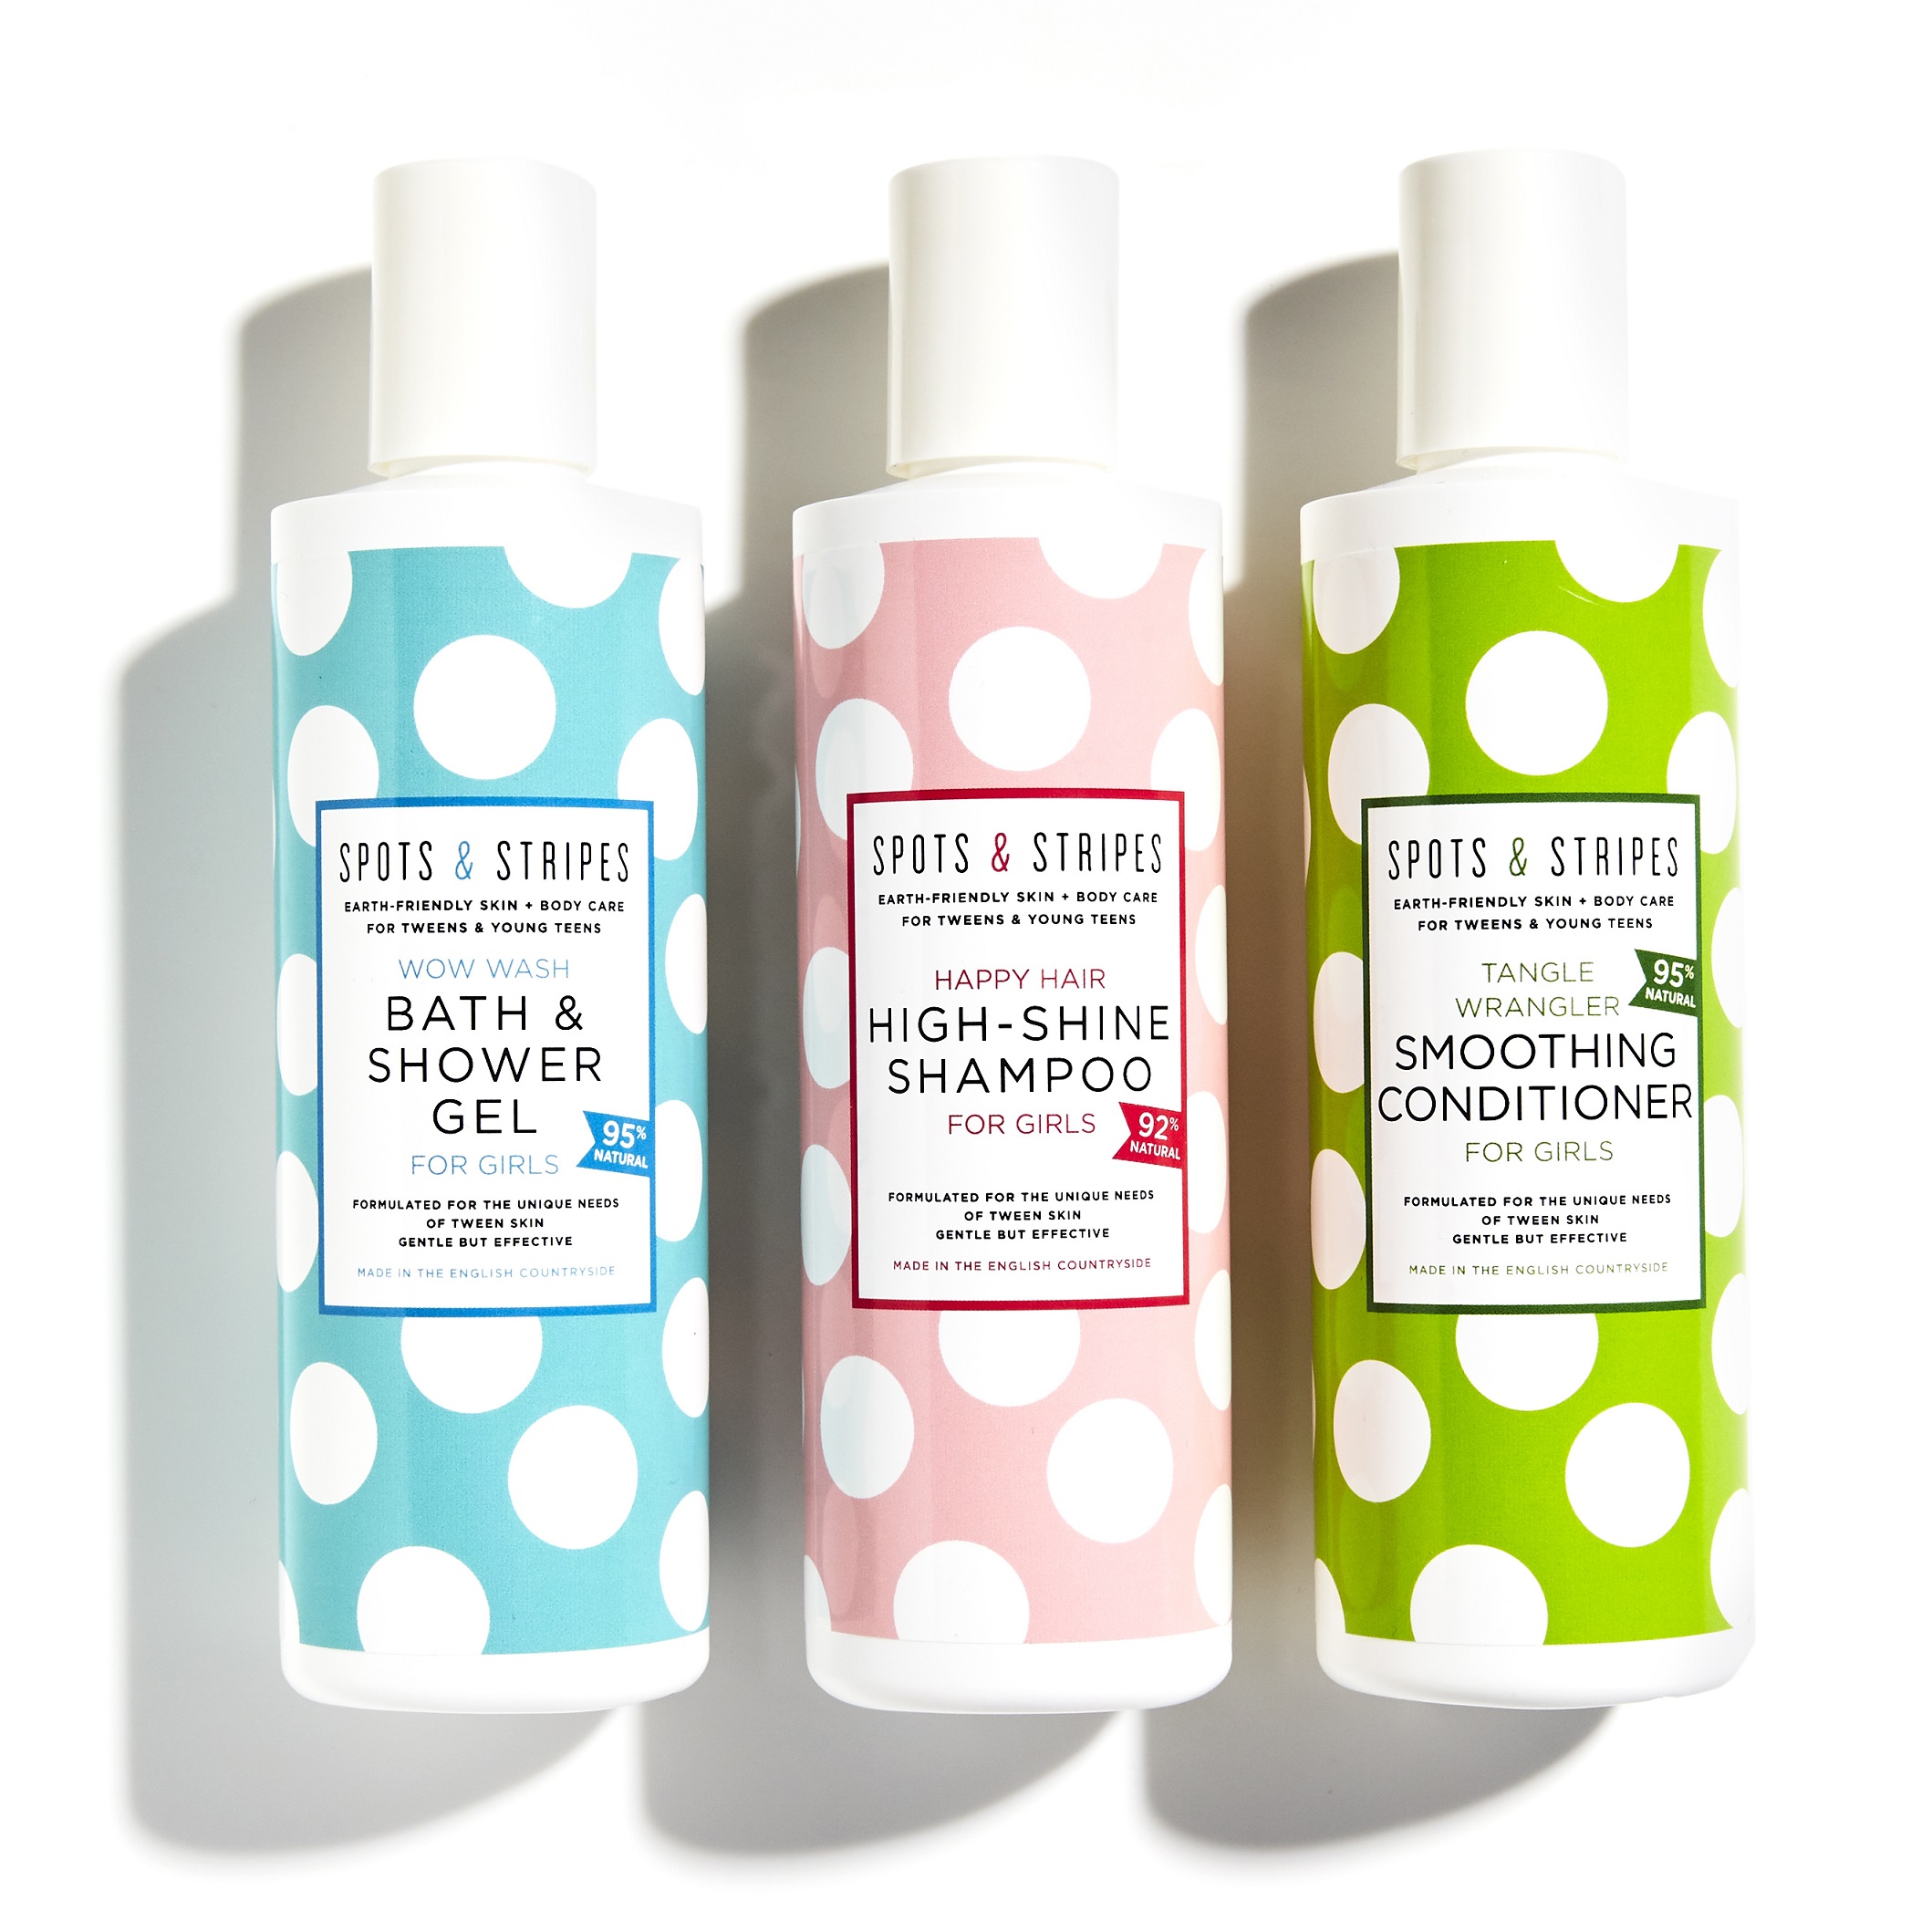 SPOTS & STRIPES
EARTH-FRIENDLY SKIN + BODY CARE
FOR TWEENS & YOUNG TEENS
WOW WASH
BATH &
SHOWER
GEL
FOR GIRLS
95%
NATURAL
FORMULATED FOR THE UNIQUE NEEDS
OF TWEEN SKIN
GENTLE BUT EFFECTIVE
MADE IN THE ENGLISH COUNTRYSIDE
SPOTS & STRIPES
EARTH-FRIENDLY SKIN + BODY CARE
FOR TWEENS & YOUNG TEENS
HAPPY HAIR
HIGH-SHINE
SHAMPOO
FOR GIRLS
92%
NATURAL
FORMULATED FOR THE UNIQUE NEEDS
OF TWEEN SKIN
GENTLE BUT EFFECTIVE
MADE IN THE ENGLISH COUNTRYSIDE
SPOTS & STRIPES
EARTH-FRIENDLY SKIN + BODY CARE
FOR TWEENS & YOUNG TEENS
TANGLE
WRANGLER
95%
NATURAL
SMOOTHING
CONDITIONER
FOR GIRLS
FORMULATED FOR THE UNIQUE NEEDS
OF TWEEN SKIN
GENTLE BUT EFFECTIVE
MADE IN THE ENGLISH COUNTRYSIDE